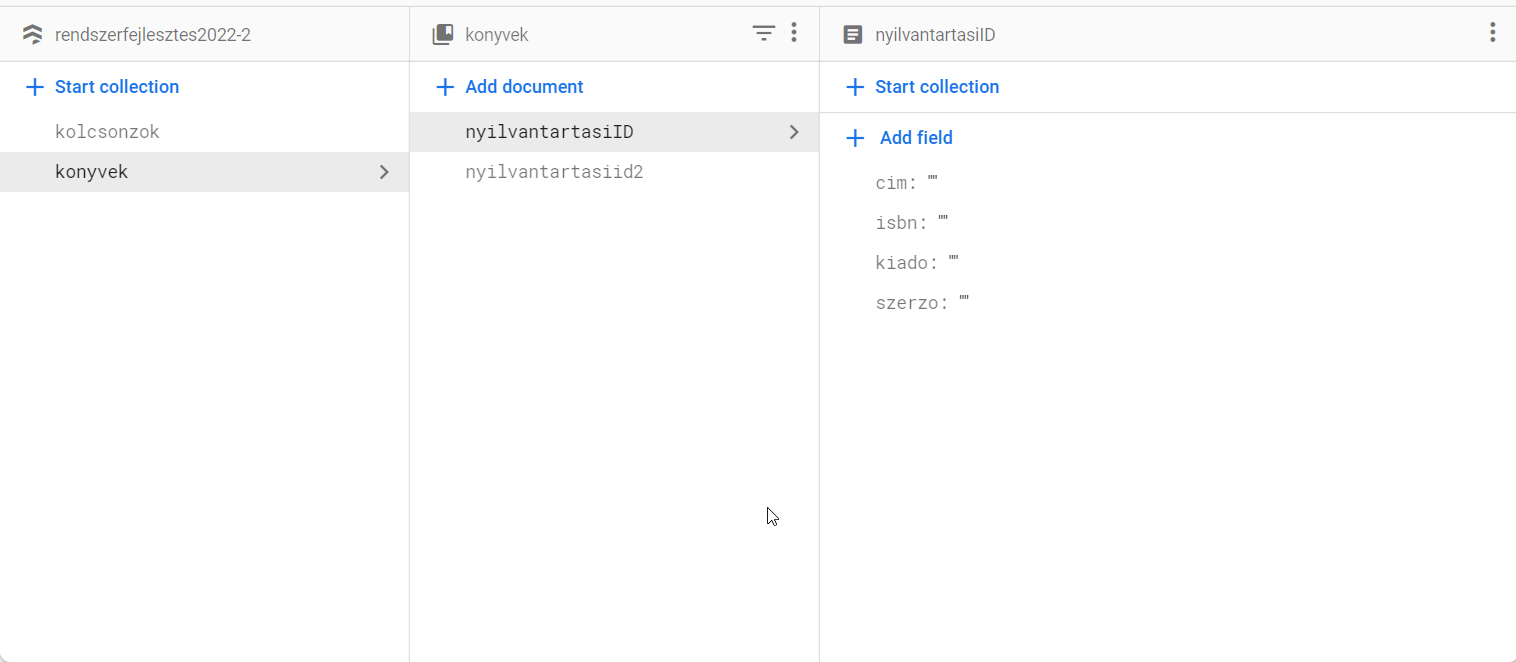 rendszerfejlesztes2022-2
+ Start collection
kolcsonzok
konyvek
konyvek
+ Add document
nyilvantartasiID
nyilvantartasiid2
nyilvantartasiID
+ Start collection
+ Add field
cim: ""
isbn: ""
kiado: ""
szerzo: ""